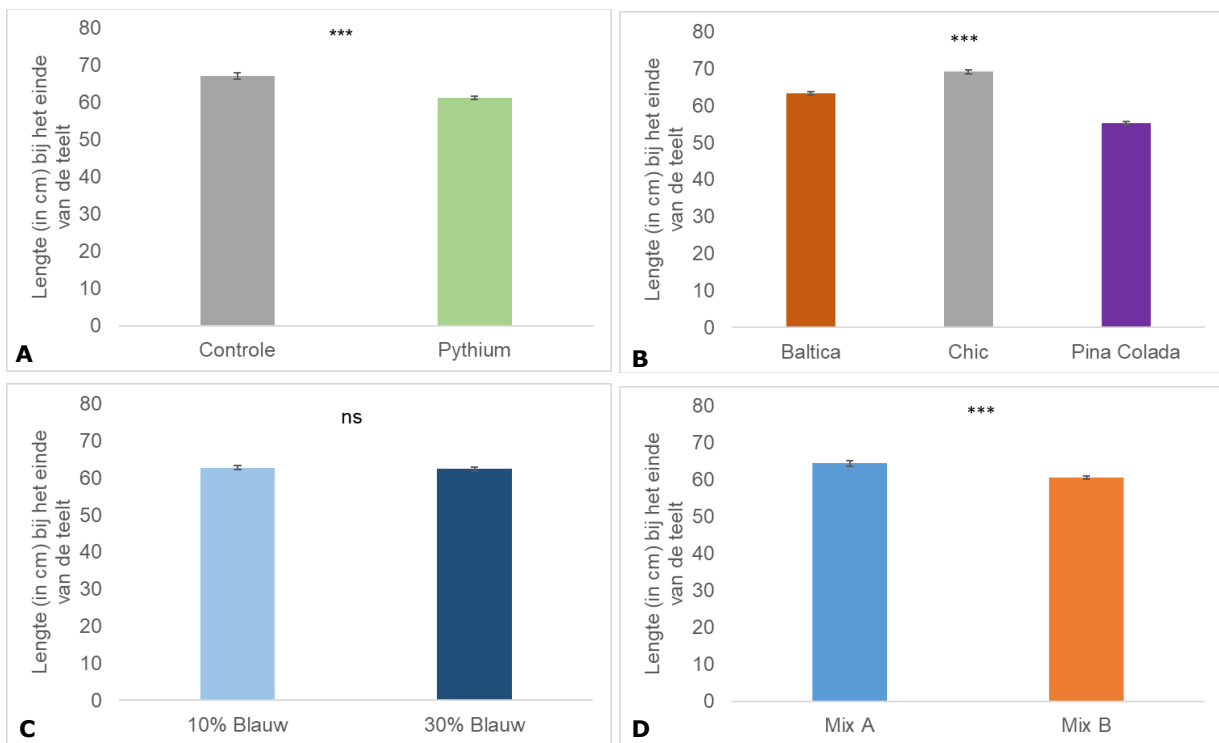 80
***
70
60
50
40
30
20
10
0
Lengte (in cm) bij het einde
van de teelt
Controle Pythium
A
80
***
70
60
50
40
30
20
10
0
Lengte (in cm) bij het einde
van de teelt
Baltica Chic Pina Colada
B
80
ns
70
60
50
40
30
20
10
0
Lengte (in cm) bij het einde
van de teelt
10% Blauw 30% Blauw
C
80
***
70
60
50
40
30
20
10
0
Lengte (in cm) bij het einde
van de teelt
Mix A Mix B
D